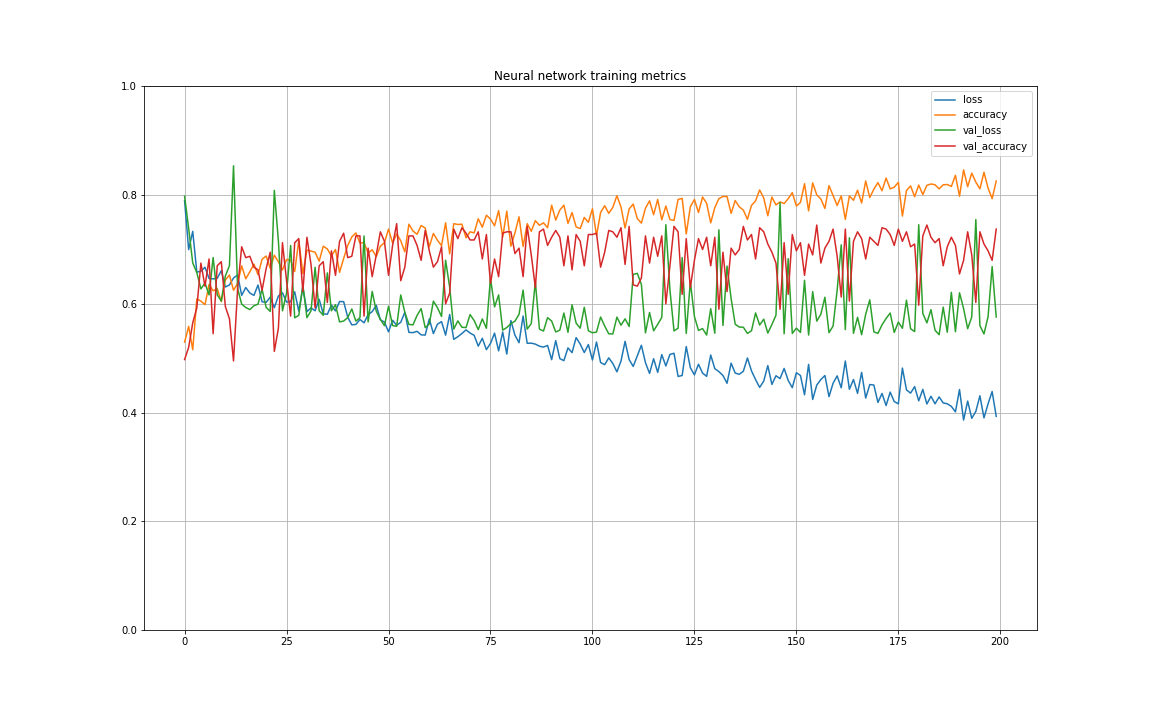 Neural network training metrics
1.0
0.8
0.6
0.4
0.2
0.0
loss
accuracy
val_loss
val_accuracy
0 25 50 75 100 125 150 175 200